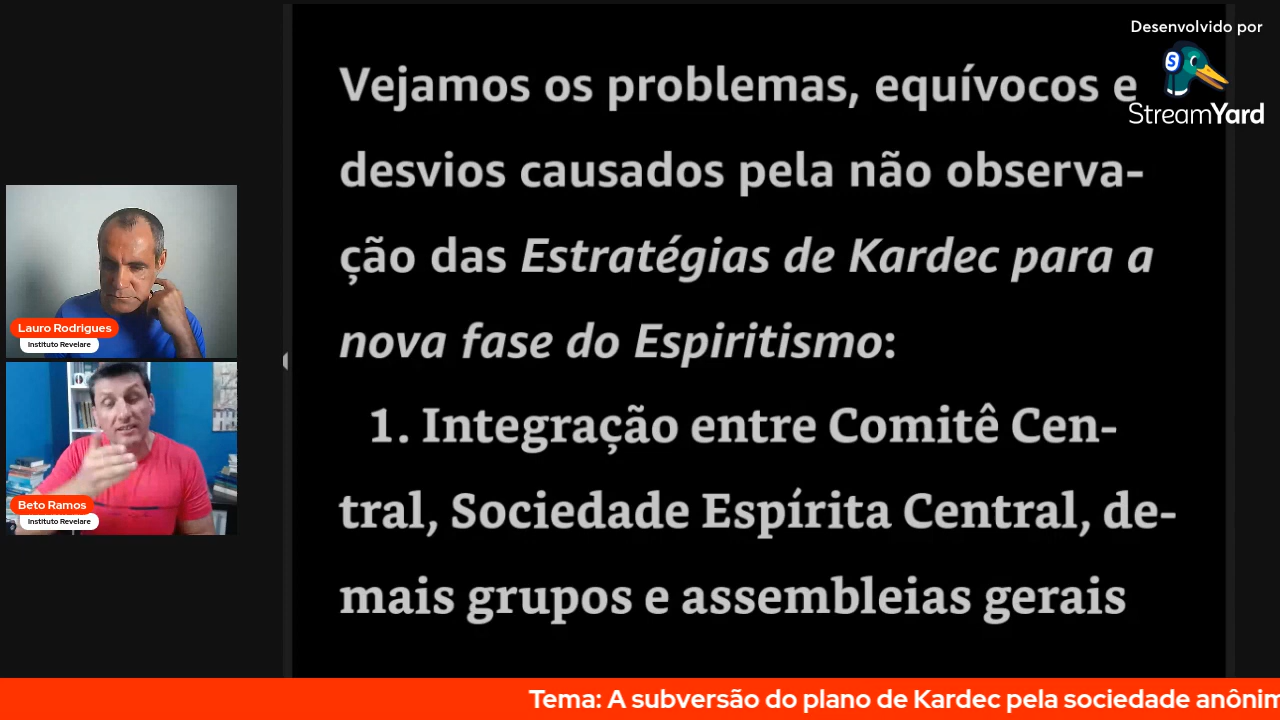 Desenvolvido por
StreamYard
Vejamos os problemas, equívocos e
desvios causados pela não observa-
ção das Estratégias de Kardec para a
nova fase do Espiritismo:
1. Integração entre Comitê Cen-
tral, Sociedade Espírita Central, de-
mais grupos e assembleias gerais
Lauro Rodrigues
Instituto Revelare
Beto Ramos
Instituto Revelare
Tema: A subversão do plano de Kardec pela sociedade anônim